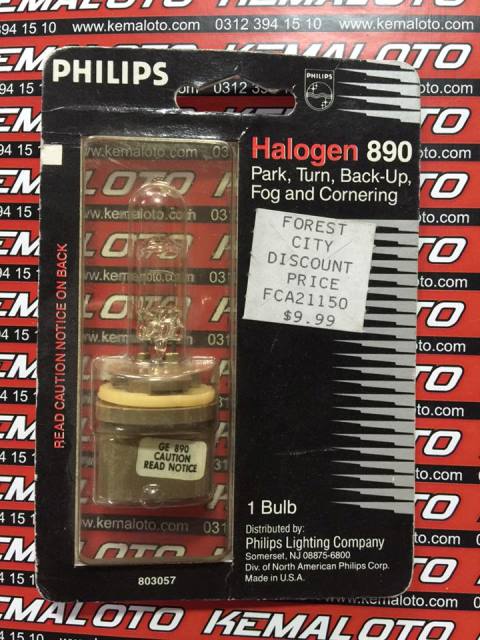 PHILIPS
PHILIPS
Halogen 890
Park, Turn, Back-Up,
Fog and Cornering
FOREST
CITY
DISCOUNT
PRICE
FCA21150
$9.99
READ CAUTION NOTICE ON BACK
GE 890
CAUTION
READ NOTICE
1 Bulb
Distributed by:
Philips Lighting Company
Somerset, NJ 08875-6800
Div. of North American Philips Corp.
Made in U.S.A.
803057
www.kemaloto.com
0312 394 15 10
KEMALOTO